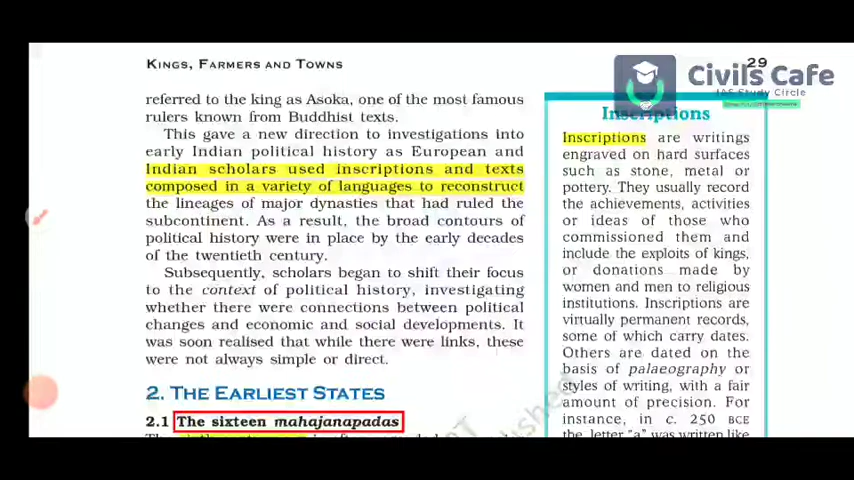 KINGS, FARMERS AND TOWNS
29
Civils Cafe
IAS Study Circle
referred to the king as Asoka, one of the most famous
rulers known from Buddhist texts.
This gave a new direction to investigations into
early Indian political history as European and
Indian scholars used inscriptions and texts
composed in a variety of languages to reconstruct
the lineages of major dynasties that had ruled the
subcontinent. As a result, the broad contours of
political history were in place by the early decades
of the twentieth century.
Subsequently, scholars began to shift their focus
to the context of political history, investigating
whether there were connections between political
changes and economic and social developments. It
was soon realised that while there were links, these
were not always simple or direct.
2. THE EARLIEST STATES
2.1 The sixteen mahajanapadas
Inscriptions
Inscriptions are writings
engraved on hard surfaces
such as stone, metal or
pottery. They usually record
the achievements, activities
or ideas of those who
commissioned them and
include the exploits of kings,
or donations made by
women and men to religious
institutions. Inscriptions are
virtually permanent records,
some of which carry dates.
Others are dated on the
basis of palaeography or
styles of writing, with a fair
amount of precision. For
instance, in c. 250 BCE
the letter "a" was written like